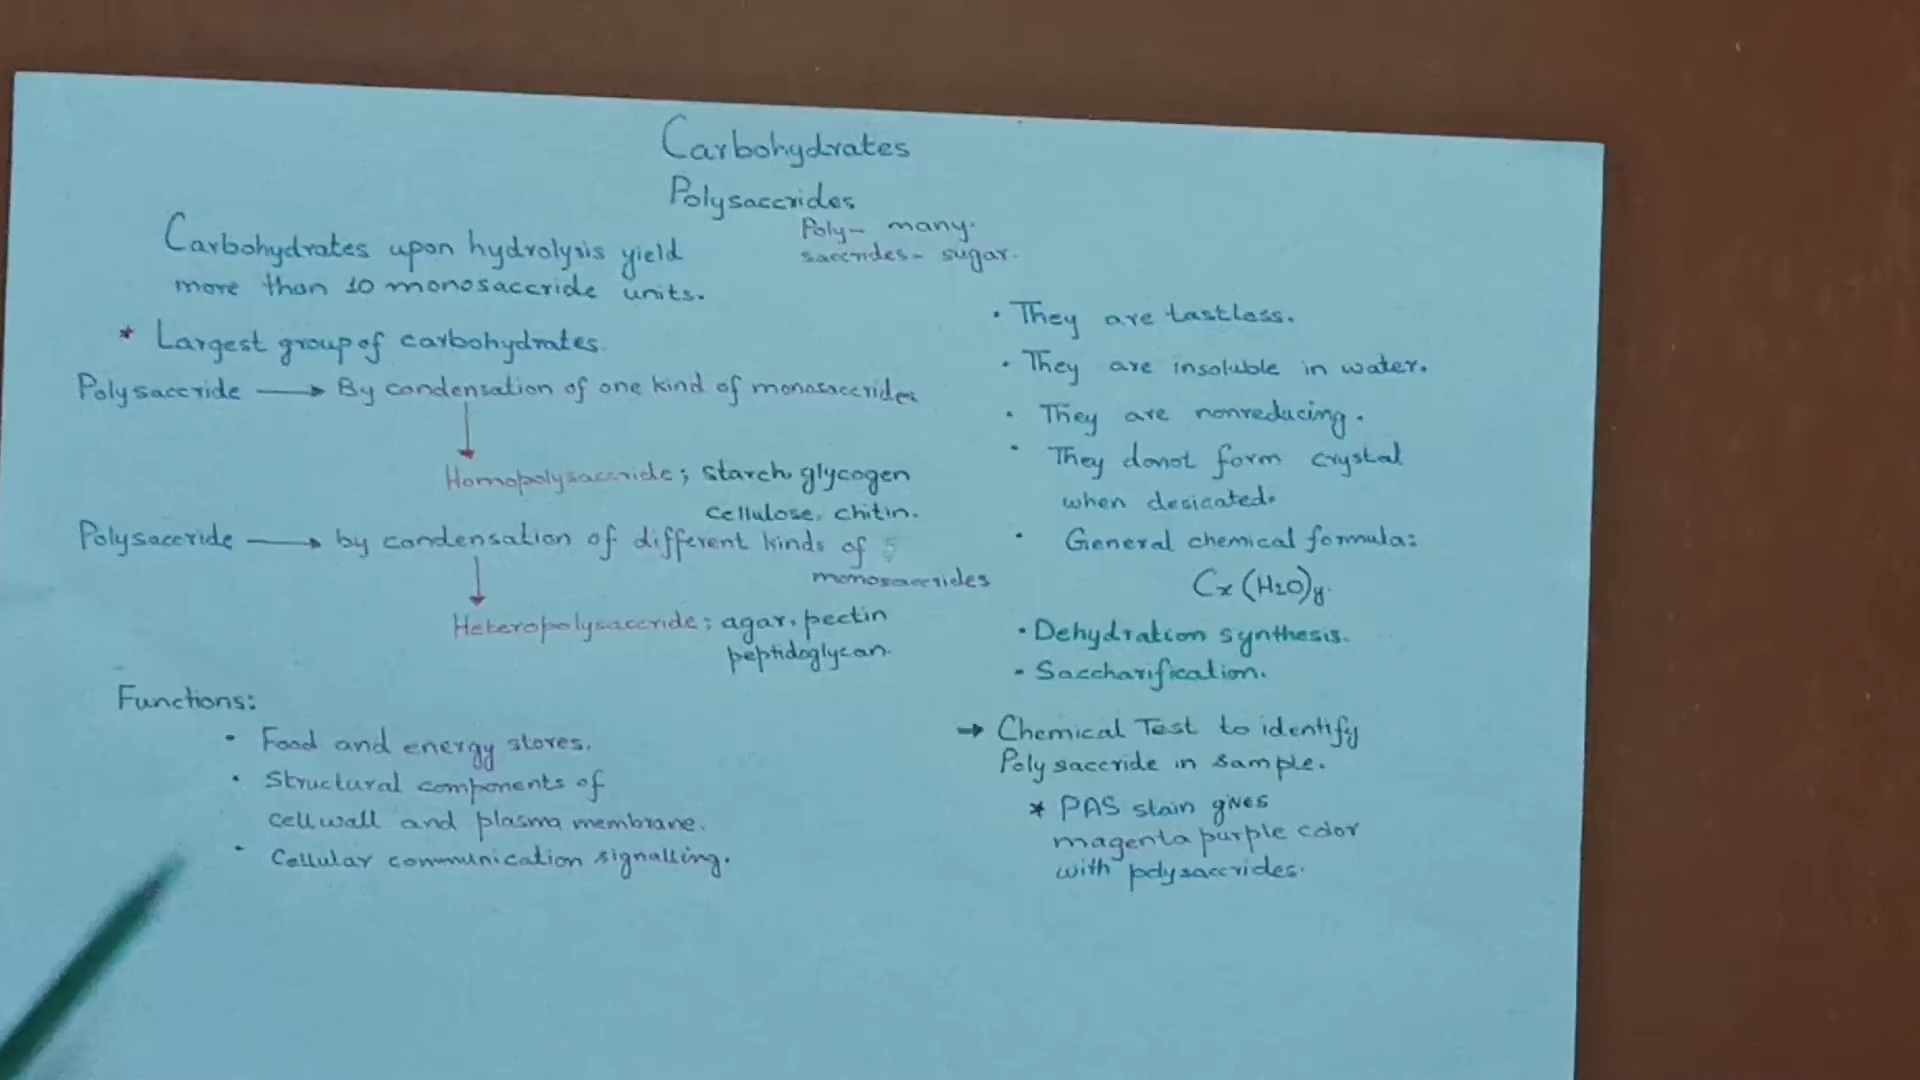 Carbohydrates
Polysaccrides
Poly- many.
saccrides- sugar.
Carbohydrates upon hydrolysis yield
more than 10 monosaccride units.
* Largest group of carbohydrates.
Polysaccride → By condensation of one kind of monosaccrides
Homopolysaccride; starch, glycogen
cellulose, chitin.
Polysaccride → by condensation of different kinds of
monosaccrides
Heteropolysaccride; agar, pectin
peptidoglycan.
Functions:
• Food and energy stores.
• Structural components of
cellwall and plasma membrane.
• Cellular communication signalling.
• They are tastless.
• They are insoluble in water.
• They are nonreducing.
• They donot form crystal
when desicated.
• General chemical formula:
Cx (H2O)y.
• Dehydration synthesis.
- Saccharification.
→ Chemical Test to identify
Polysaccride in sample.
* PAS stain gives
magenta purple color
with polysaccrides.